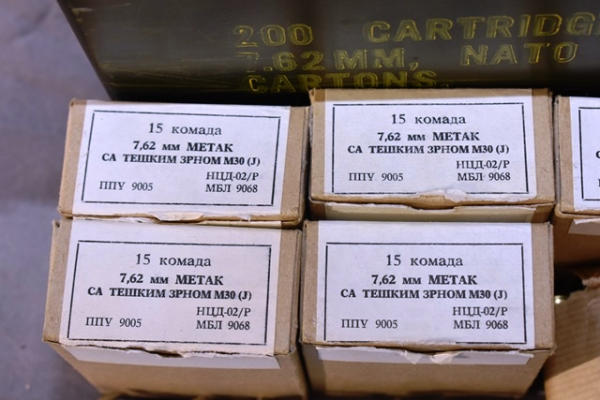 200 CARTRIDG
7.62MM, NATO
CARTONS
15 комада
7,62 мм МЕТАК
СА ТЕШКИМ ЗРНОМ М30 (Ј)
НЦД-02/Р
ППУ 9005 МБЛ 9068
15 комада
7,62 мм МЕТАК
СА ТЕШКИМ ЗРНОМ М30 (Ј)
НЦД-02/Р
ППУ 9005 МБЛ 9068
15 комада
7,62 мм МЕТАК
СА ТЕШКИМ ЗРНОМ М30 (Ј)
НЦД-02/Р
ППУ 9005 МБЛ 9068
15 комада
7,62 мм МЕТАК
СА ТЕШКИМ ЗРНОМ М30 (Ј)
НЦД-02/Р
ППУ 9005 МБЛ 9068